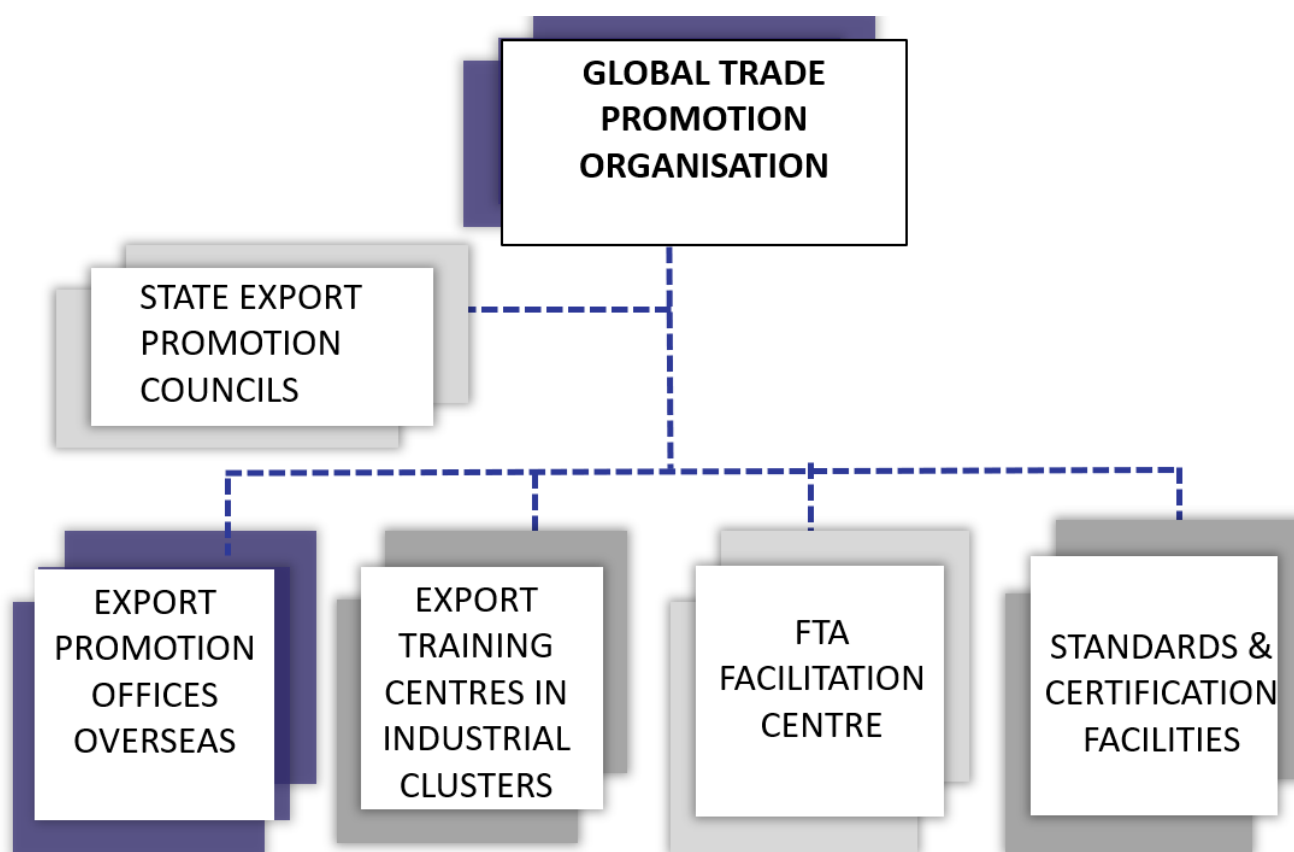 GLOBAL TRADE
PROMOTION
ORGANISATION
STATE EXPORT
PROMOTION
COUNCILS
EXPORT
PROMOTION
OFFICES
OVERSEAS
EXPORT
TRAINING
CENTRES IN
INDUSTRIAL
CLUSTERS
FTA
FACILITATION
CENTRE
STANDARDS &
CERTIFICATION
FACILITIES